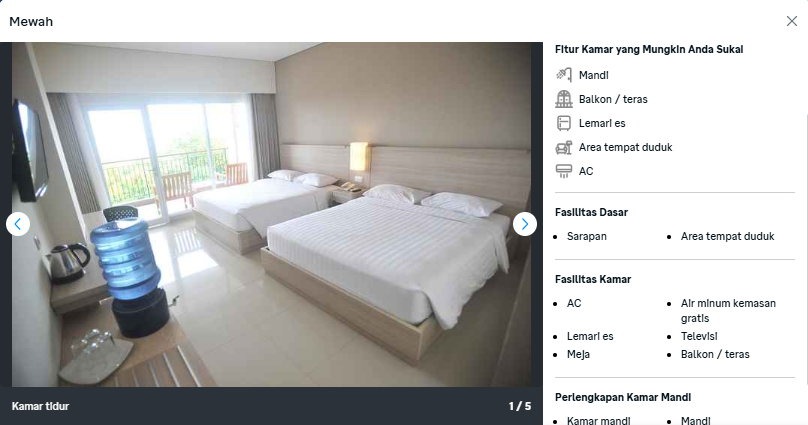 Mewah
Fitur Kamar yang Mungkin Anda Sukai
Mandi
Balkon / teras
Lemari es
Area tempat duduk
AC
Fasilitas Dasar
Sarapan
Area tempat duduk
Fasilitas Kamar
AC
Air minum kemasan
gratis
Lemari es
Televisi
Meja
Balkon / teras
Perlengkapan Kamar Mandi
Kamar mandi
Mandi
Kamar tidur
1 / 5